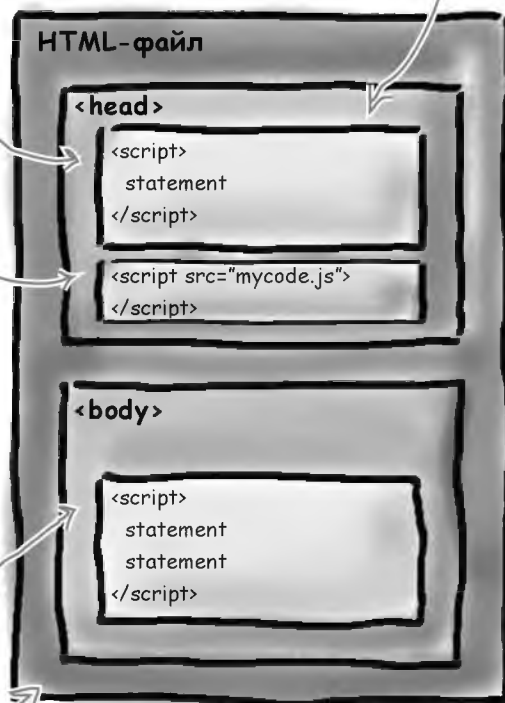 HTML-файл
<head>
<script>
statement
</script>
<script src="mycode.js">
</script>
<body>
<script>
statement
statement
</script>